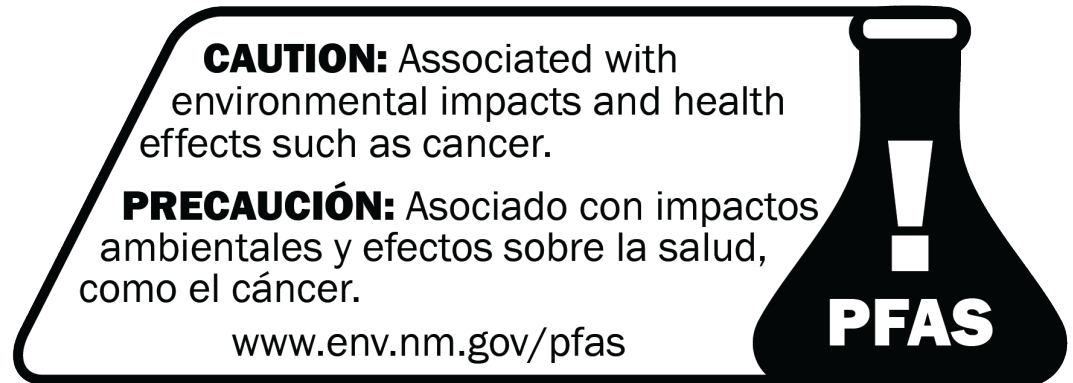 CAUTION: Associated with
environmental impacts and health
effects such as cancer.
PRECAUCIÓN: Asociado con impactos
ambientales y efectos sobre la salud,
como el cáncer.
www.env.nm.gov/pfas
!
PFAS